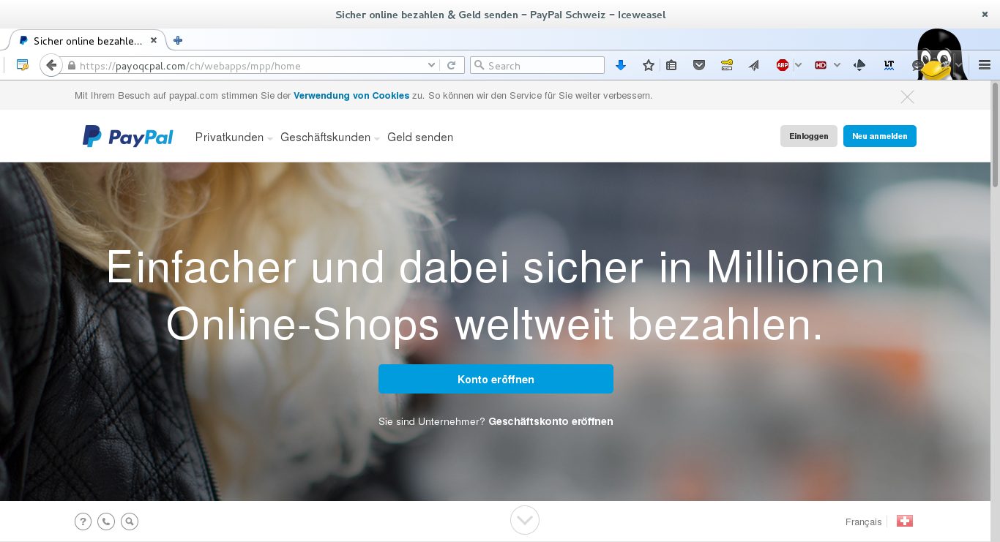 Sicher online bezahlen & Geld senden – PayPal Schweiz – Iceweasel
Sicher online bezahle...
https://payoqcpal.com/ch/webapps/mpp/home
Search
ABP
HD
LT
Mit Ihrem Besuch auf paypal.com stimmen Sie der Verwendung von Cookies zu. So können wir den Service für Sie weiter verbessern.
PayPal
Privatkunden
Geschäftskunden
Geld senden
Einloggen
Neu anmelden
Einfacher und dabei sicher in Millionen
Online-Shops weltweit bezahlen.
Konto eröffnen
Sie sind Unternehmer? Geschäftskonto eröffnen
?
Français